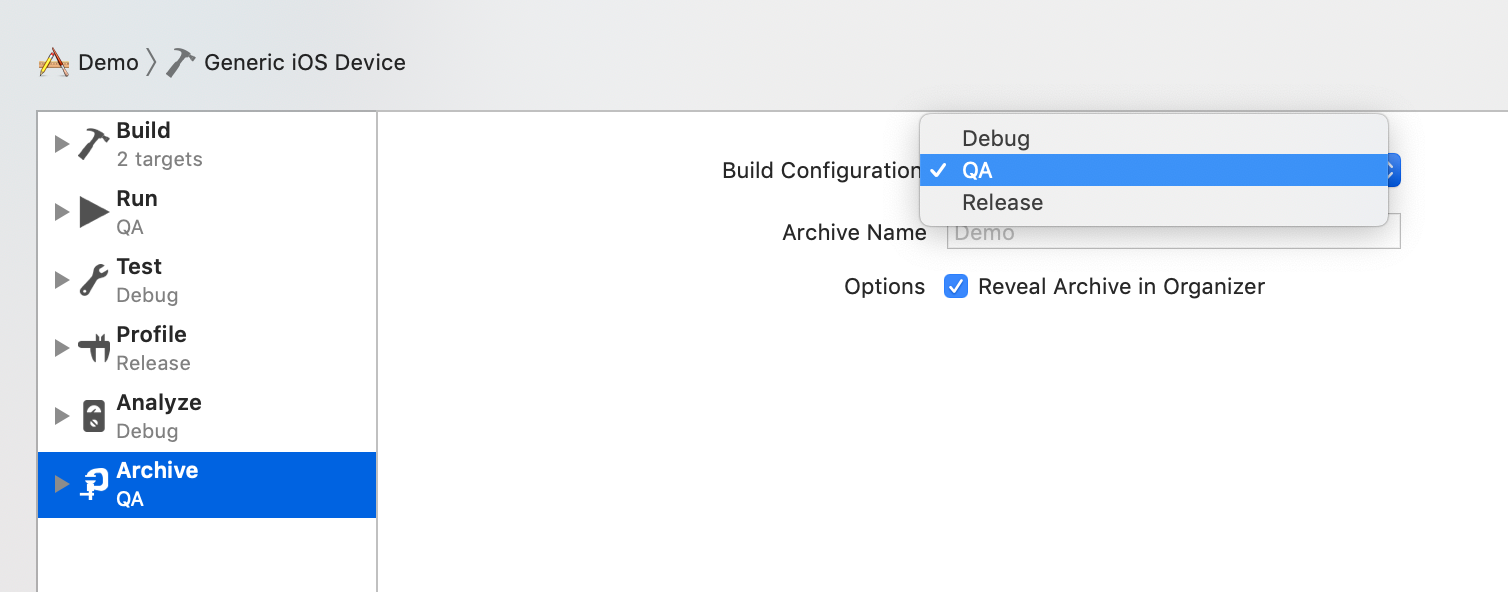 Demo
Generic iOS Device
Build
2 targets
Run
QA
Test
Debug
Profile
Release
Analyze
Debug
Archive
QA
Debug
Build Configuration
QA
Release
Archive Name
Demo
Options
Reveal Archive in Organizer